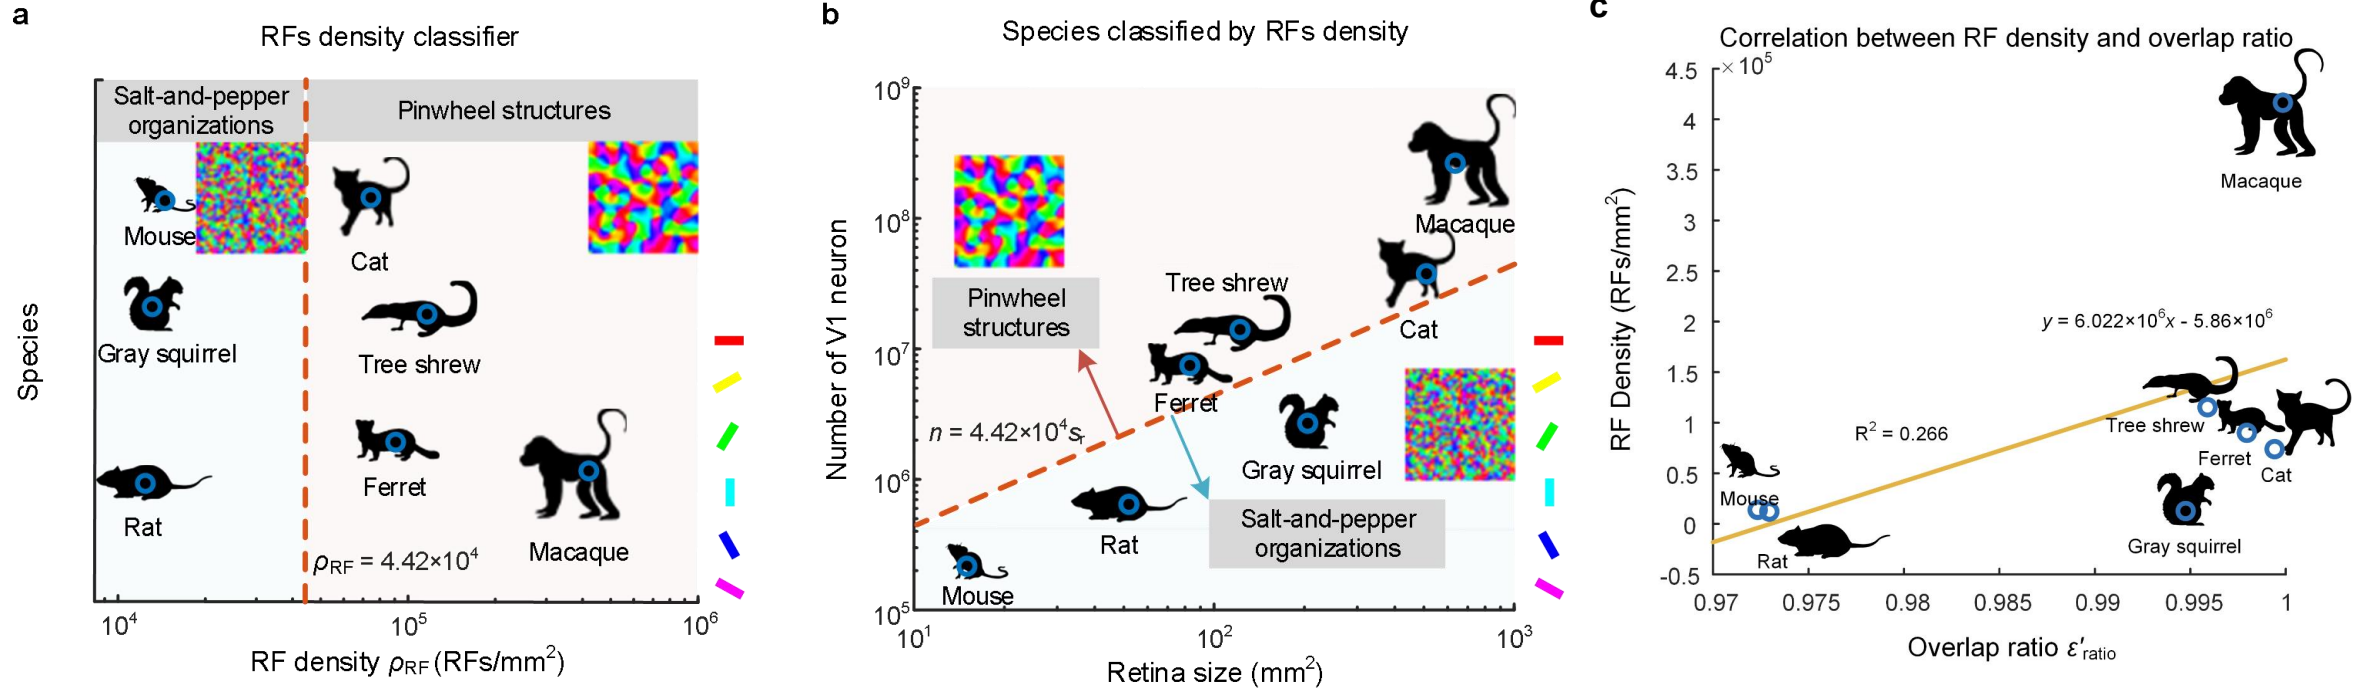 a
RFs density classifier
Salt-and-pepper
organizations
Pinwheel structures
Mouse
Cat
Gray squirrel
Tree shrew
Ferret
Rat
Macaque
ρRF = 4.42×10⁴
Species
10⁴
10⁵
10⁶
RF density ρRF (RFs/mm²)
b
Species classified by RFs density
10⁹
10⁸
10⁷
10⁶
10⁵
Number of V1 neuron
Macaque
Tree shrew
Pinwheel
structures
Cat
Ferret
n = 4.42×10⁴sr
Gray squirrel
Rat
Salt-and-pepper
organizations
Mouse
10¹
10²
10³
Retina size (mm²)
c
Correlation between RF density and overlap ratio
×10⁵
4.5
4
3.5
3
2.5
2
1.5
1
0.5
0
-0.5
RF Density (RFs/mm²)
Macaque
y = 6.022×10⁶x - 5.86×10⁶
R² = 0.266
Tree shrew
Ferret
Cat
Mouse
Gray squirrel
Rat
0.97
0.975
0.98
0.985
0.99
0.995
1
Overlap ratio ε′ratio